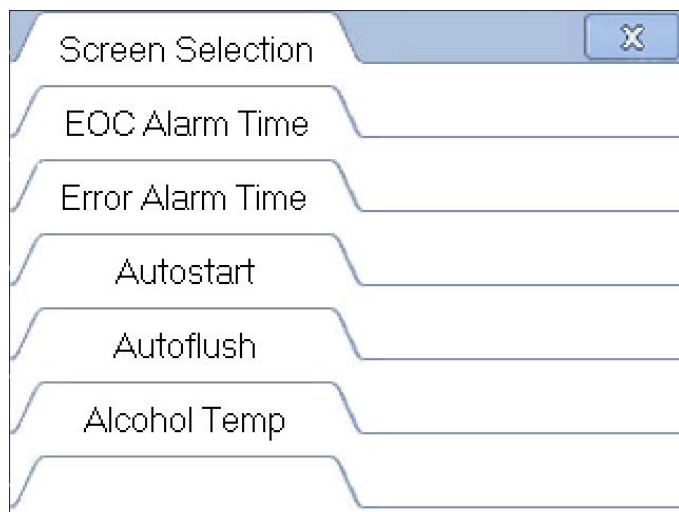 Screen Selection
EOC Alarm Time
Error Alarm Time
Autostart
Autoflush
Alcohol Temp